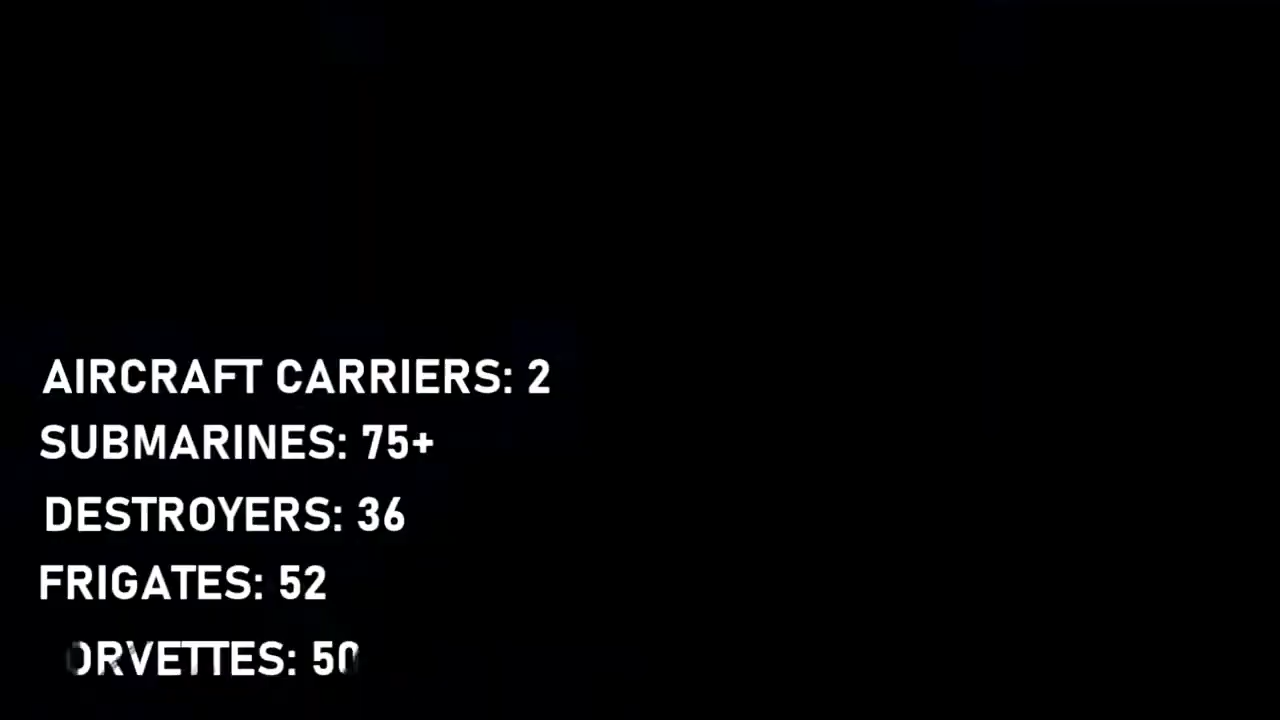 AIRCRAFT CARRIERS: 2
SUBMARINES: 75+
DESTROYERS: 36
FRIGATES: 52
ORVETTES: 50